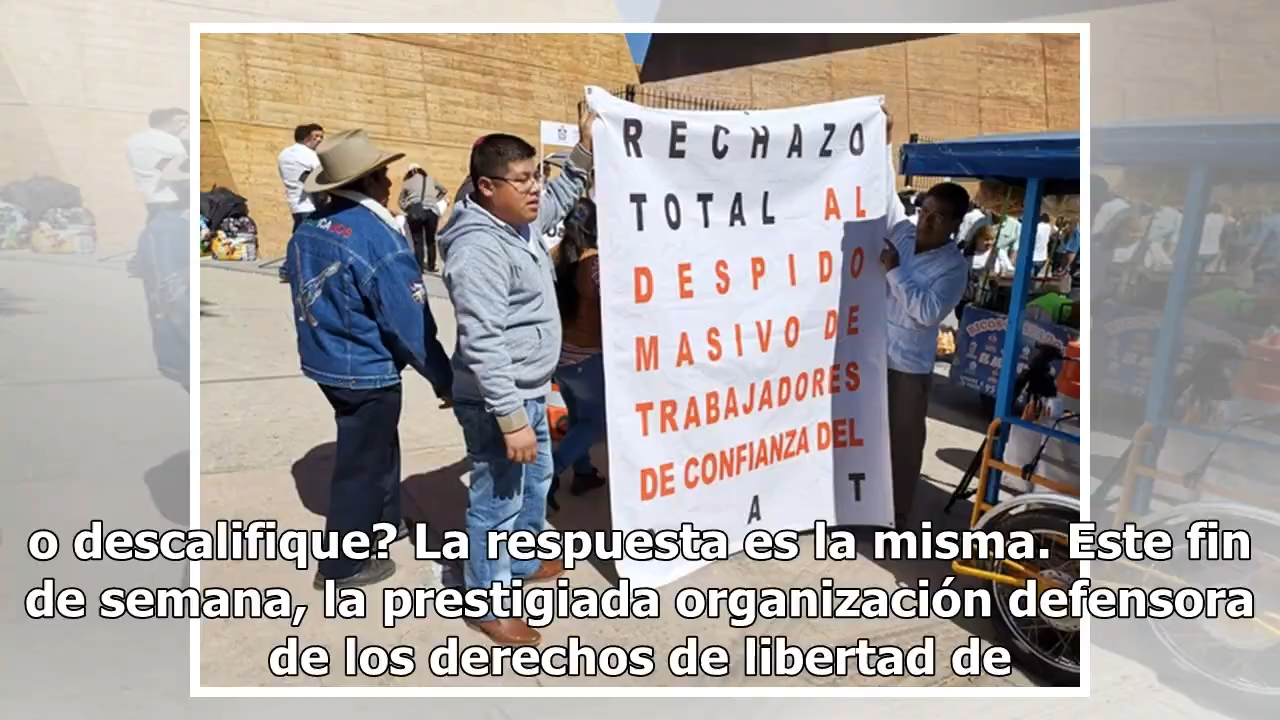 RECHAZO
TOTAL AL
DESPIDO
MASIVO DE
TRABAJADORES
DE CONFIANZA DEL
A T
o descalifique? La respuesta es la misma. Este fin
de semana, la prestigiada organización defensora
de los derechos de libertad de